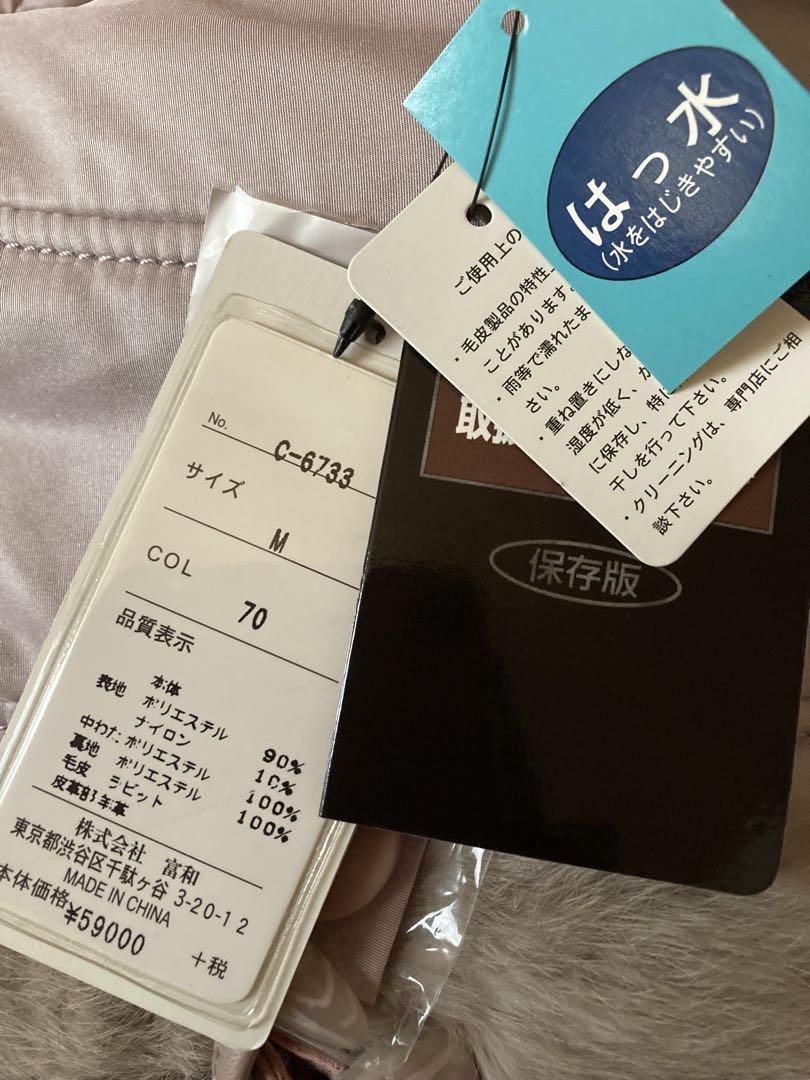 はっ水
(水をはじきやすい)
ご使用上の
・毛皮製品の特性
ことがあります。
・雨等で濡れたま
さい。
・重ね置きにしな
湿度が低く、か
に保存し、特に
干しを行って下さい。
・クリーニングは、専門店にご相
談下さい。
取扱
保存版
No. C-6733
サイズ M
COL 70
品質表示
本体
表地 ポリエステル 90%
ナイロン 10%
中わた ポリエステル 100%
裏地 ポリエステル 100%
毛皮 ラビット
皮革部 羊革
株式会社 富和
東京都渋谷区千駄ヶ谷 3-20-12
MADE IN CHINA
本体価格 ¥59000 +税